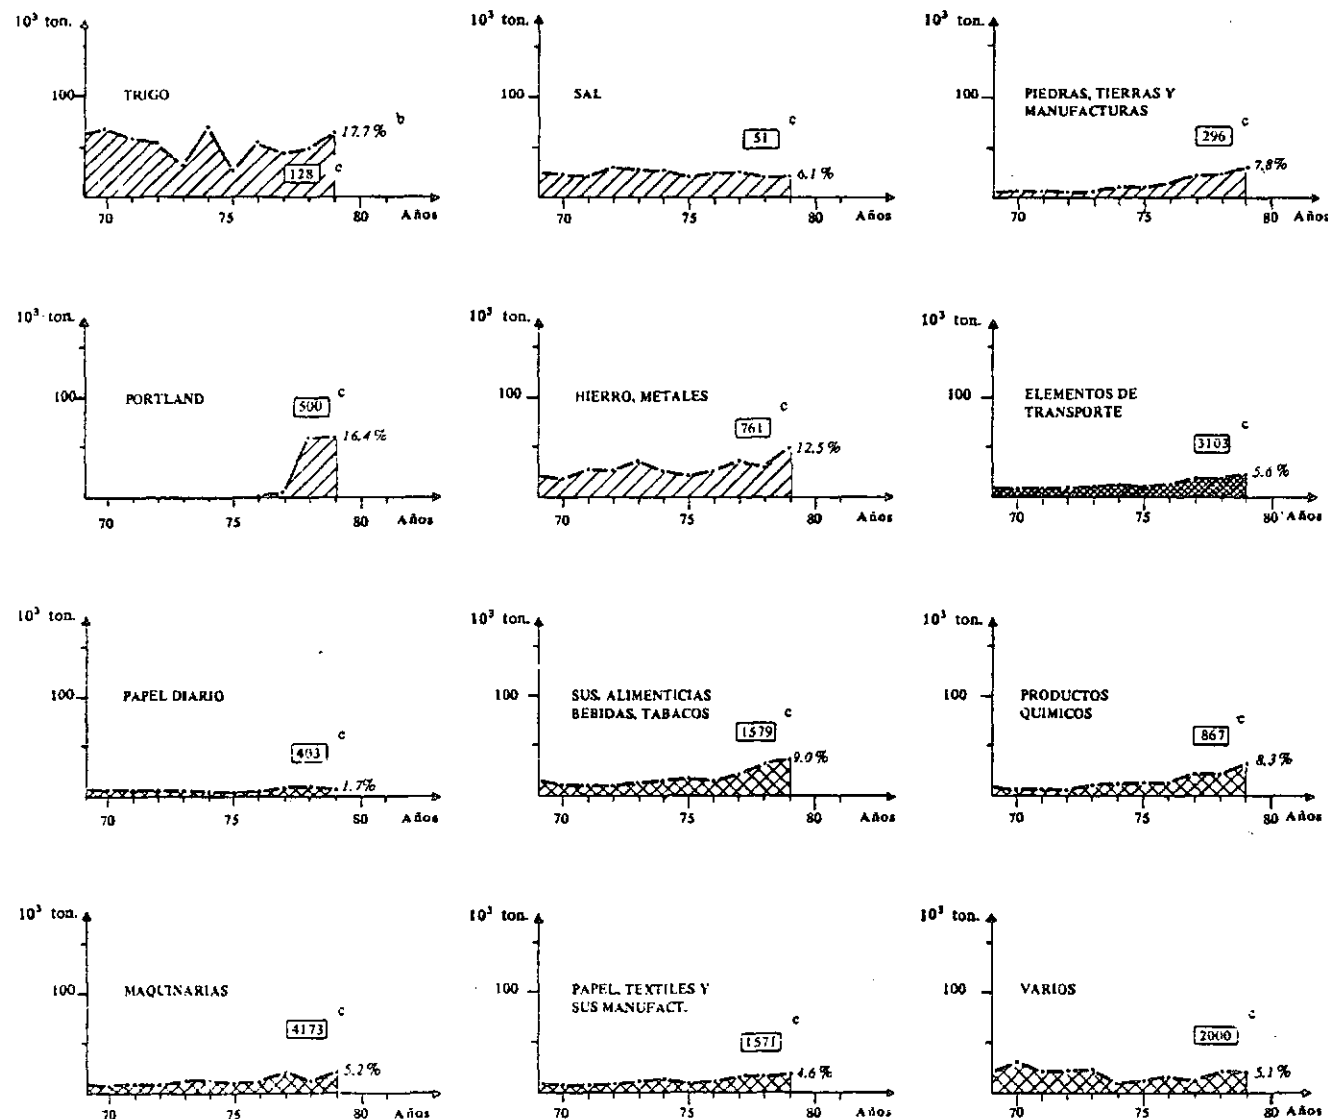 10³ ton.
100
TRIGO
17.7% b
128 c
70 75 80 Años
10³ ton.
100
SAL
c
51
6.1%
70 75 80 Años
10³ ton.
100
PIEDRAS, TIERRAS Y
MANUFACTURAS
c
296
7.8%
70 75 80 Años
10³ ton.
100
PORTLAND
c
500
16.4%
70 75 80 Años
10³ ton.
100
HIERRO, METALES
c
761
12.5%
70 75 80 Años
10³ ton.
100
ELEMENTOS DE
TRANSPORTE
c
3103
5.6%
70 75 80 Años
10³ ton.
100
PAPEL DIARIO
c
403
1.7%
70 75 80 Años
10³ ton.
100
SUS. ALIMENTICIAS
BEBIDAS, TABACOS
c
1579
9.0%
70 75 80 Años
10³ ton.
100
PRODUCTOS
QUIMICOS
c
867
8.3%
70 75 80 Años
10³ ton.
100
MAQUINARIAS
c
4173
5.2%
70 75 80 Años
10³ ton.
100
PAPEL, TEXTILES Y
SUS MANUFACT.
c
1571
4.6%
70 75 80 Años
10³ ton.
100
VARIOS
c
2000
5.1%
70 75 80 Años